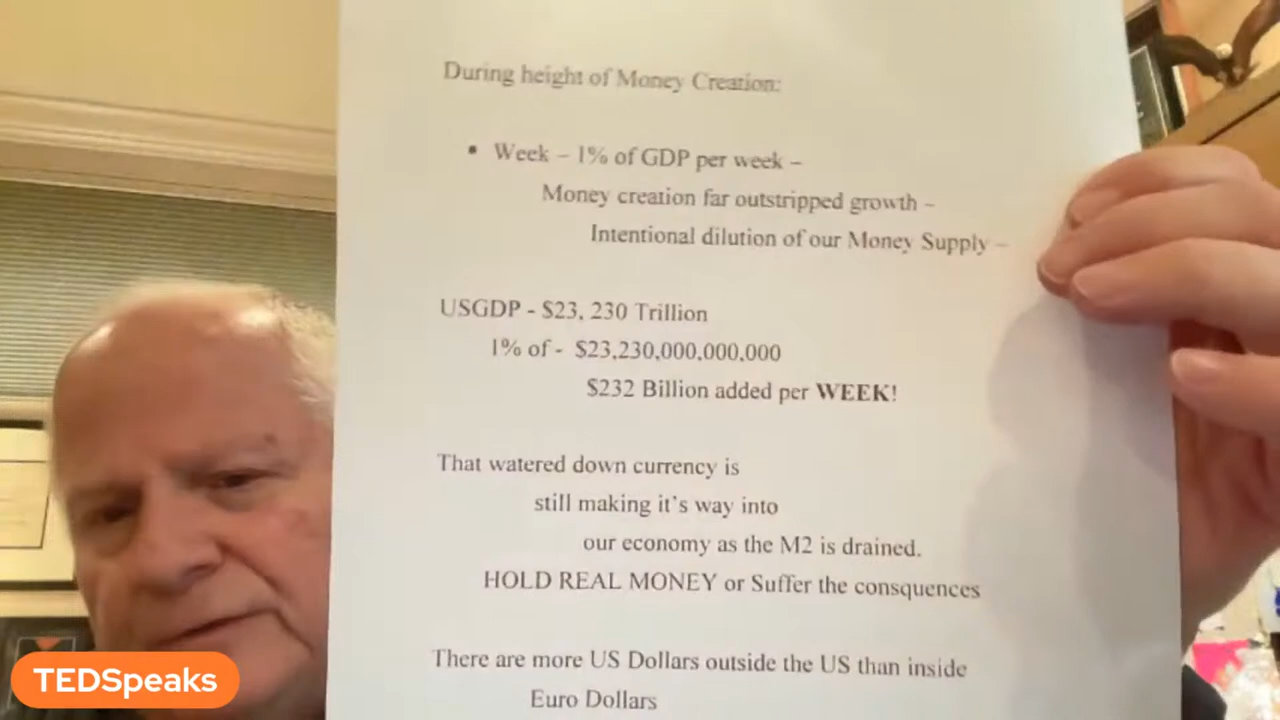 During height of Money Creation:
• Week – 1% of GDP per week –
Money creation far outstripped growth –
Intentional dilution of our Money Supply –
USGDP - $23, 230 Trillion
1% of - $23,230,000,000,000
$232 Billion added per WEEK!
That watered down currency is
still making it's way into
our economy as the M2 is drained.
HOLD REAL MONEY or Suffer the consquences
There are more US Dollars outside the US than inside
Euro Dollars
TEDSpeaks